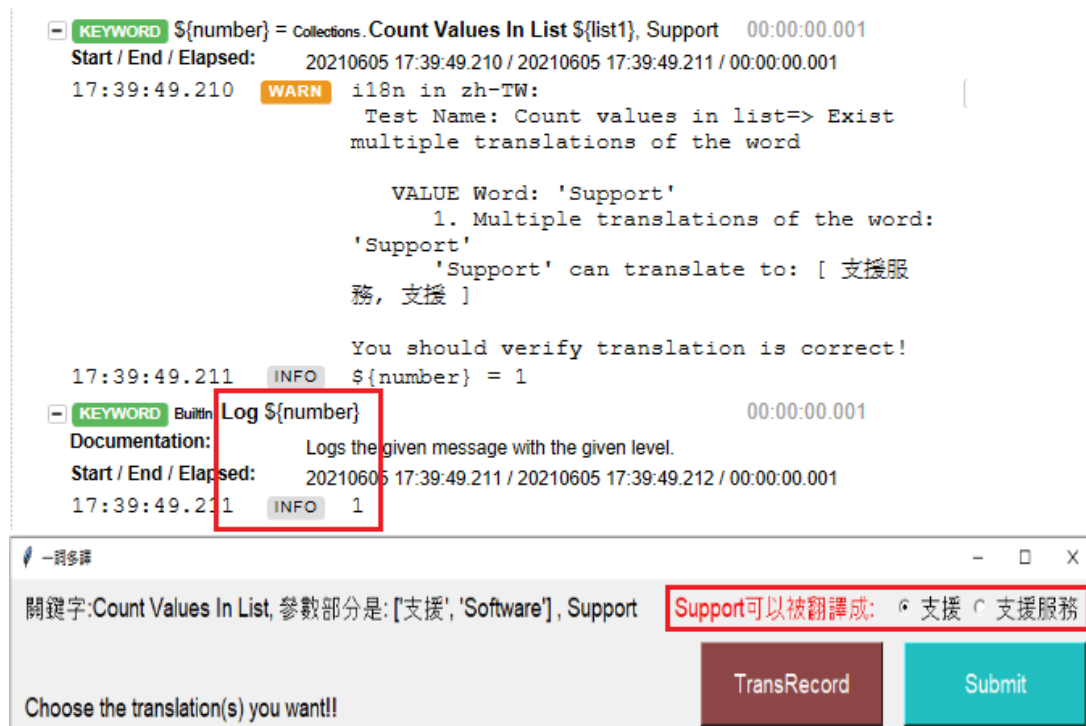 KEYWORD ${number} = Collections. Count Values In List ${list1}, Support 00:00:00.001
Start / End / Elapsed: 20210605 17:39:49.210 / 20210605 17:39:49.211 / 00:00:00.001
17:39:49.210 WARN i18n in zh-TW:
Test Name: Count values in list=> Exist
multiple translations of the word
VALUE Word: 'Support'
1. Multiple translations of the word:
'Support'
'Support' can translate to: [ 支援服
務, 支援 ]
You should verify translation is correct!
17:39:49.211 INFO ${number} = 1
KEYWORD BuiltIn Log ${number} 00:00:00.001
Documentation: Logs the given message with the given level.
Start / End / Elapsed: 20210605 17:39:49.211 / 20210605 17:39:49.212 / 00:00:00.001
17:39:49.211 INFO 1
一詞多譯
關鍵字:Count Values In List, 參數部分是: ['支援', 'Software'] , Support Support可以被翻譯成: 支援 支援服務
TransRecord Submit
Choose the translation(s) you want!!